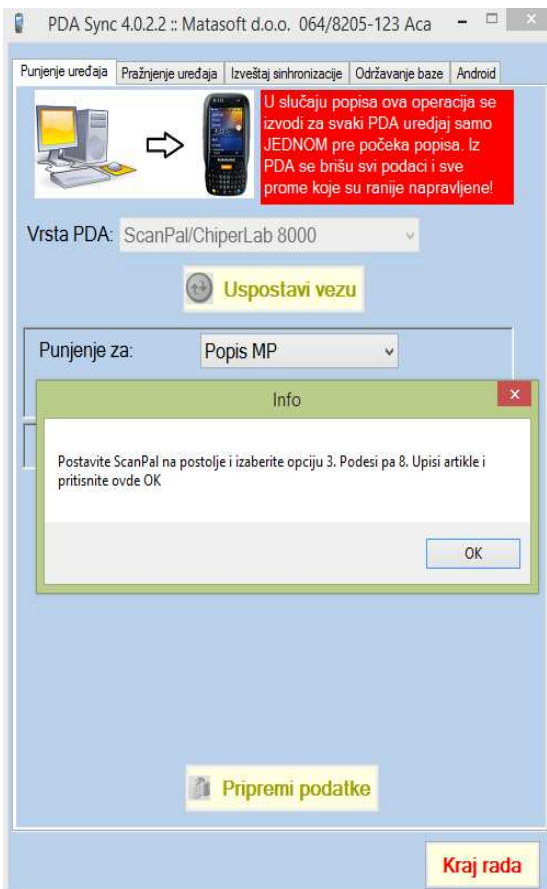 PDA Sync 4.0.2.2 :: Matasoft d.o.o. 064/8205-123 Aca
Punjenje uređaja Pražnjenje uređaja Izveštaj sinhronizacije Održavanje baze Android
U slučaju popisa ova operacija se
izvodi za svaki PDA uredjaj samo
JEDNOM pre početka popisa. Iz
PDA se brišu svi podaci i sve
prome koje su ranije napravljene!
Vrsta PDA: ScanPal/ChiperLab 8000
Uspostavi vezu
Punjenje za: Popis MP
Info
Postavite ScanPal na postolje i izaberite opciju 3. Podesi pa 8. Upisi artikle i
pritisnite ovde OK
OK
Pripremi podatke
Kraj rada